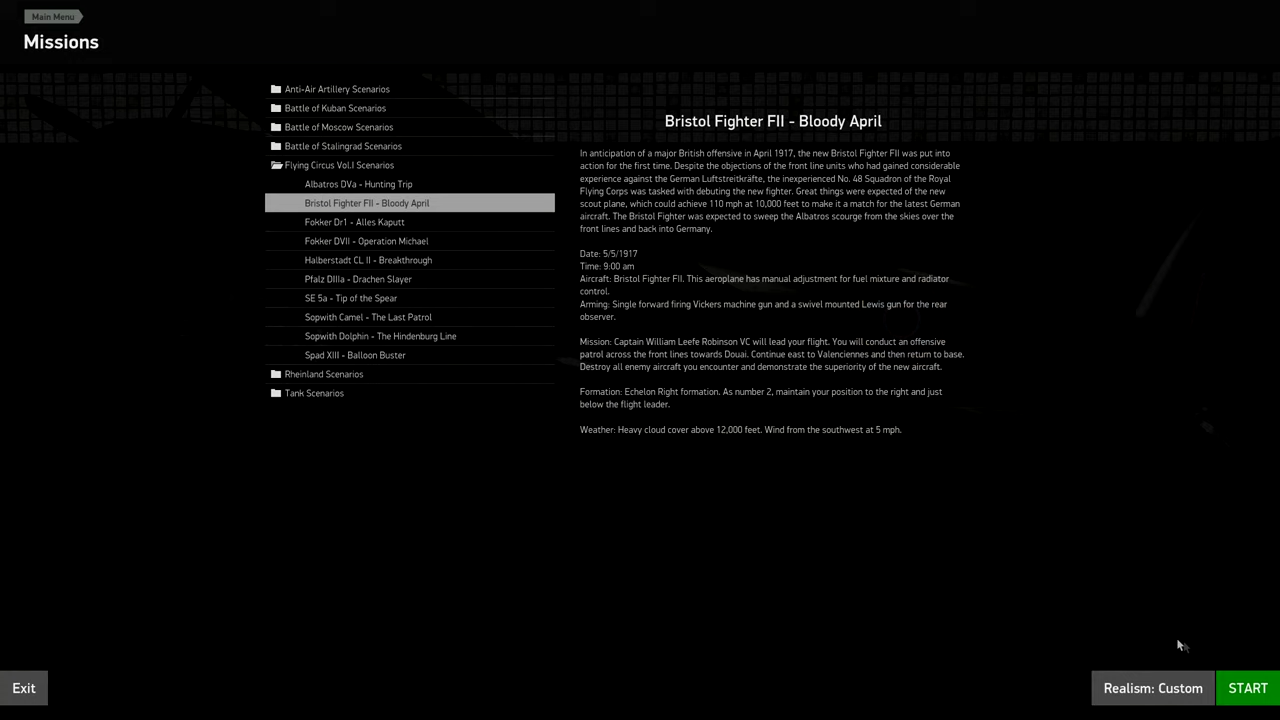 Main Menu
Missions
Anti-Air Artillery Scenarios
Battle of Kuban Scenarios
Battle of Moscow Scenarios
Battle of Stalingrad Scenarios
Flying Circus Vol.I Scenarios
Albatros DVa - Hunting Trip
Bristol Fighter FII - Bloody April
Fokker Dr1 - Alles Kaputt
Fokker DVII - Operation Michael
Halberstadt CL II - Breakthrough
Pfalz DIIIa - Drachen Slayer
SE 5a - Tip of the Spear
Sopwith Camel - The Last Patrol
Sopwith Dolphin - The Hindenburg Line
Spad XIII - Balloon Buster
Rheinland Scenarios
Tank Scenarios
Bristol Fighter FII - Bloody April
In anticipation of a major British offensive in April 1917, the new Bristol Fighter FII was put into
action for the first time. Despite the objections of the front line units who had gained considerable
experience against the German Luftstreitkräfte, the inexperienced No. 48 Squadron of the Royal
Flying Corps was tasked with debuting the new fighter. Great things were expected of the new
scout plane, which could achieve 110 mph at 10,000 feet to make it a match for the latest German
aircraft. The Bristol Fighter was expected to sweep the Albatros scourge from the skies over the
front lines and back into Germany.
Date: 5/5/1917
Time: 9:00 am
Aircraft: Bristol Fighter FII. This aeroplane has manual adjustment for fuel mixture and radiator
control.
Arming: Single forward firing Vickers machine gun and a swivel mounted Lewis gun for the rear
observer.
Mission: Captain William Leefe Robinson VC will lead your flight. You will conduct an offensive
patrol across the front lines towards Douai. Continue east to Valenciennes and then return to base.
Destroy all enemy aircraft you encounter and demonstrate the superiority of the new aircraft.
Formation: Echelon Right formation. As number 2, maintain your position to the right and just
below the flight leader.
Weather: Heavy cloud cover above 12,000 feet. Wind from the southwest at 5 mph.
Exit
Realism: Custom
START